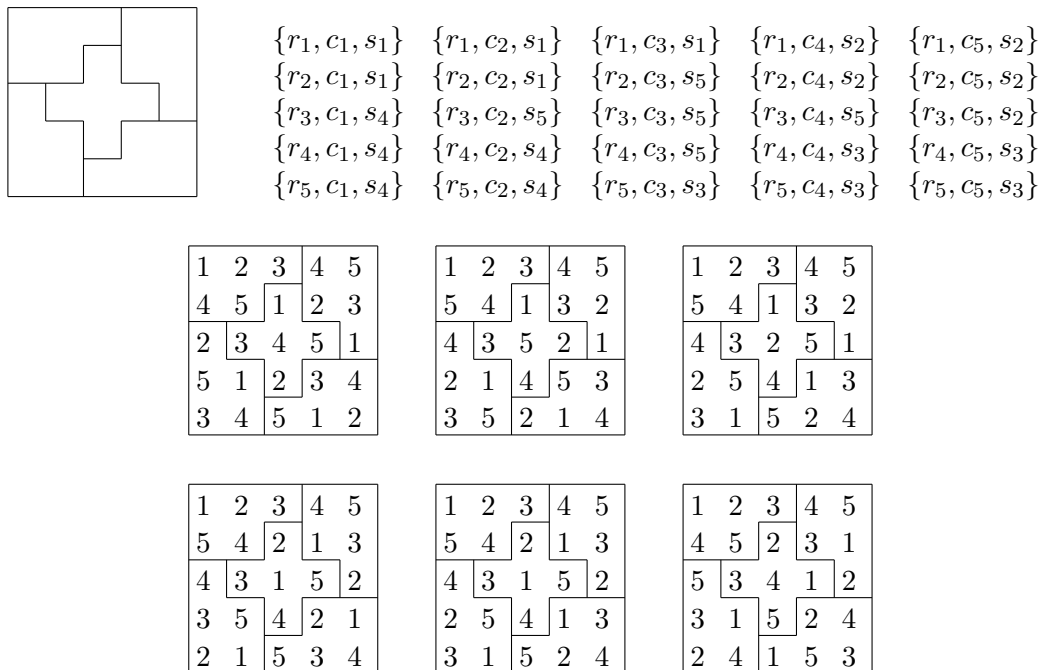 {r₁, c₁, s₁} {r₁, c₂, s₁} {r₁, c₃, s₁} {r₁, c₄, s₂} {r₁, c₅, s₂}
{r₂, c₁, s₁} {r₂, c₂, s₁} {r₂, c₃, s₅} {r₂, c₄, s₂} {r₂, c₅, s₂}
{r₃, c₁, s₄} {r₃, c₂, s₅} {r₃, c₃, s₅} {r₃, c₄, s₅} {r₃, c₅, s₂}
{r₄, c₁, s₄} {r₄, c₂, s₄} {r₄, c₃, s₅} {r₄, c₄, s₃} {r₄, c₅, s₃}
{r₅, c₁, s₄} {r₅, c₂, s₄} {r₅, c₃, s₃} {r₅, c₄, s₃} {r₅, c₅, s₃}
1 2 3 4 5
4 5 1 2 3
2 3 4 5 1
5 1 2 3 4
3 4 5 1 2
1 2 3 4 5
5 4 1 3 2
4 3 5 2 1
2 1 4 5 3
3 5 2 1 4
1 2 3 4 5
5 4 1 3 2
4 3 2 5 1
2 5 4 1 3
3 1 5 2 4
1 2 3 4 5
5 4 2 1 3
4 3 1 5 2
3 5 4 2 1
2 1 5 3 4
1 2 3 4 5
5 4 2 1 3
4 3 1 5 2
2 5 4 1 3
3 1 5 2 4
1 2 3 4 5
4 5 2 3 1
5 3 4 1 2
3 1 5 2 4
2 4 1 5 3